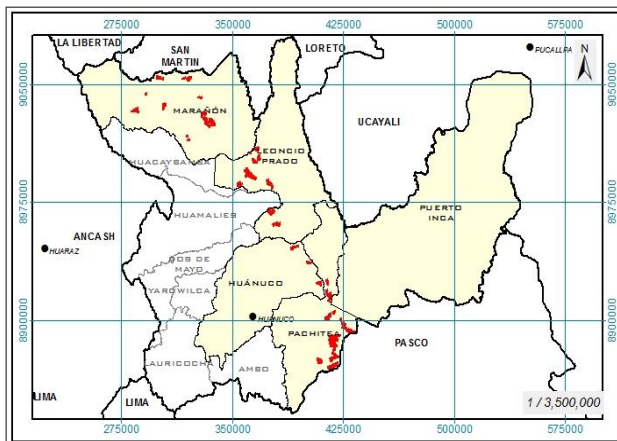 275000 350000 425000 500000 575000
LA LIBERTAD
SAN
MARTIN
LORETO
PUCALLPA
N
9050000
9050000
MARAÑÓN
UCAYALI
LEONCIO
PRADO
HUACAYBAMBA
8975000
8975000
HUAMALIES
PUERTO
INCA
ANCASH
HUARAZ
DOS DE
MAYO
YAROWILCA
HUÁNUCO
8900000
8900000
HUANUCO
PACHITEA
PASCO
AURICOCHA
AMBO
LIMA
LIMA
1 / 3,500,000
275000 350000 425000 500000 575000